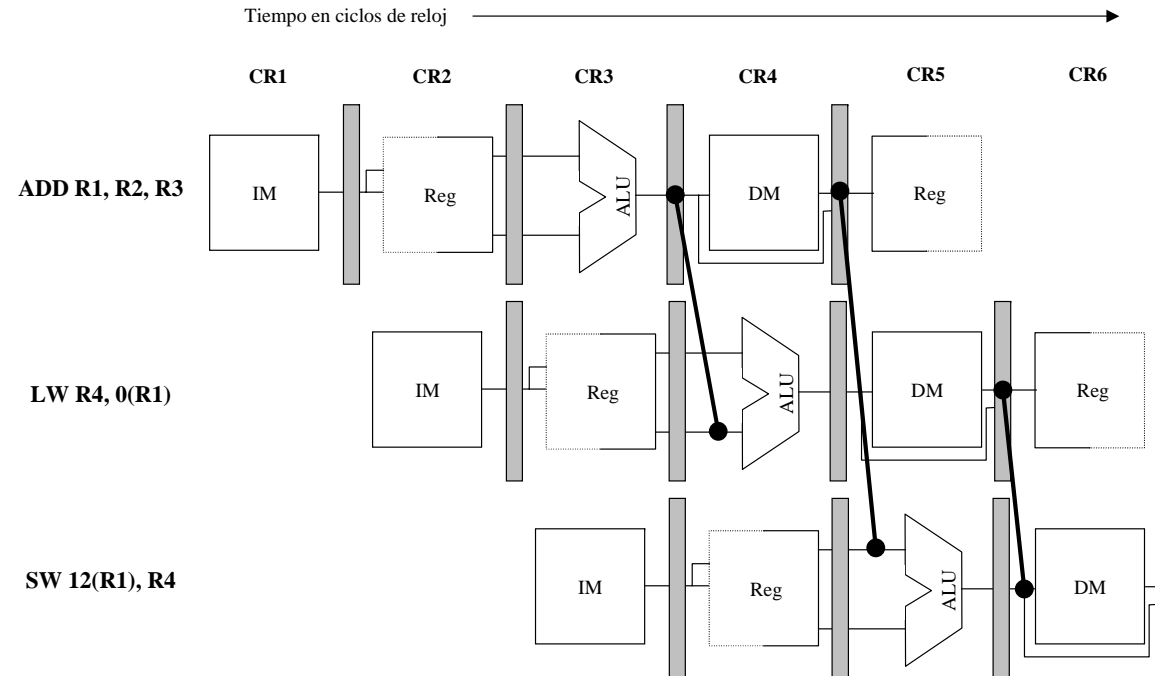 Tiempo en ciclos de reloj
CR1 CR2 CR3 CR4 CR5 CR6
ADD R1, R2, R3
IM Reg ALU DM Reg
LW R4, 0(R1)
IM Reg ALU DM Reg
SW 12(R1), R4
IM Reg ALU DM